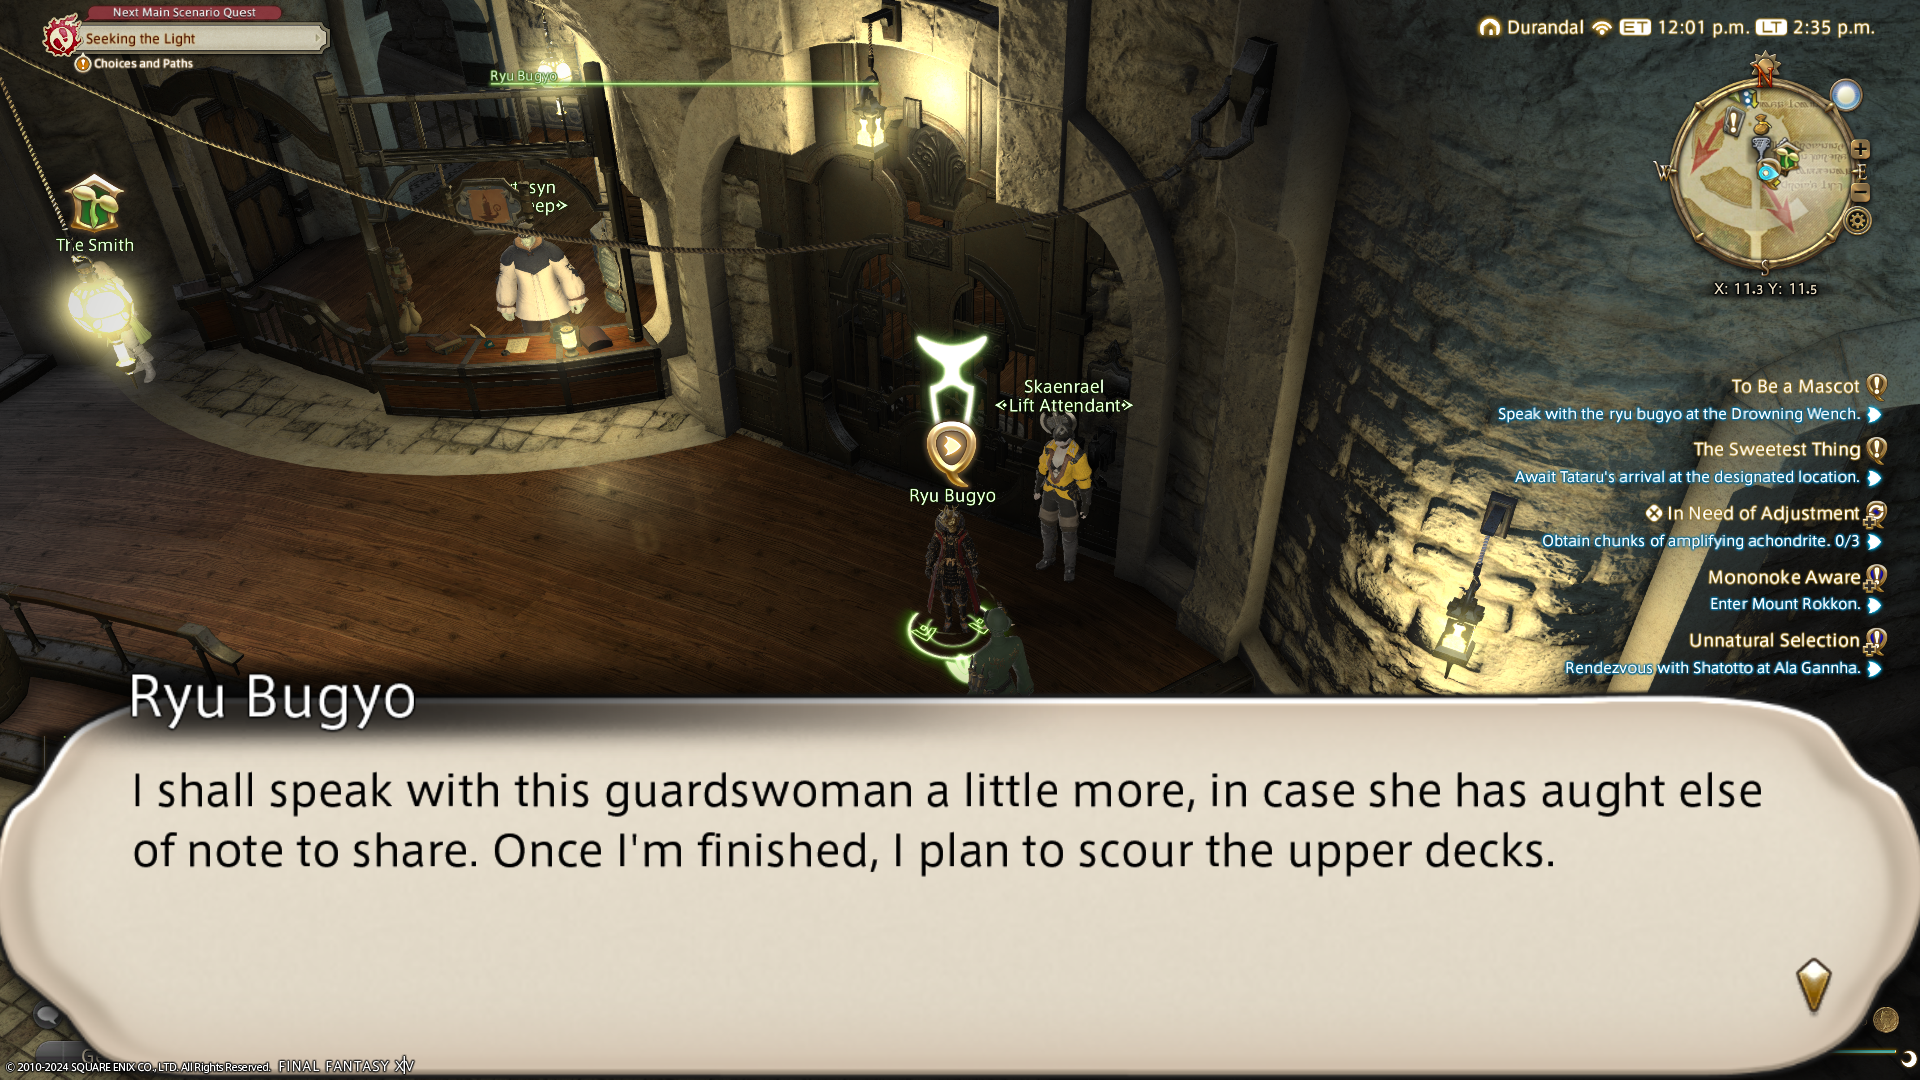 Next Main Scenario Quest
Seeking the Light
Choices and Paths
Durandal ET 12:01 p.m. LT 2:35 p.m.
Ryu Bugyo
N
W
E
S
X: 11.3 Y: 11.5
The Smith
Skaenrael
Lift Attendant
Ryu Bugyo
To Be a Mascot
Speak with the ryu bugyo at the Drowning Wench.
The Sweetest Thing
Await Tataru's arrival at the designated location.
In Need of Adjustment
Obtain chunks of amplifying achondrite. 0/3
Mononoke Aware
Enter Mount Rokkon.
Unnatural Selection
Rendezvous with Shatotto at Ala Gannha.
Ryu Bugyo
I shall speak with this guardswoman a little more, in case she has aught else
of note to share. Once I'm finished, I plan to scour the upper decks.
© 2010-2024 SQUARE ENIX CO., LTD. All Rights Reserved. FINAL FANTASY XIV